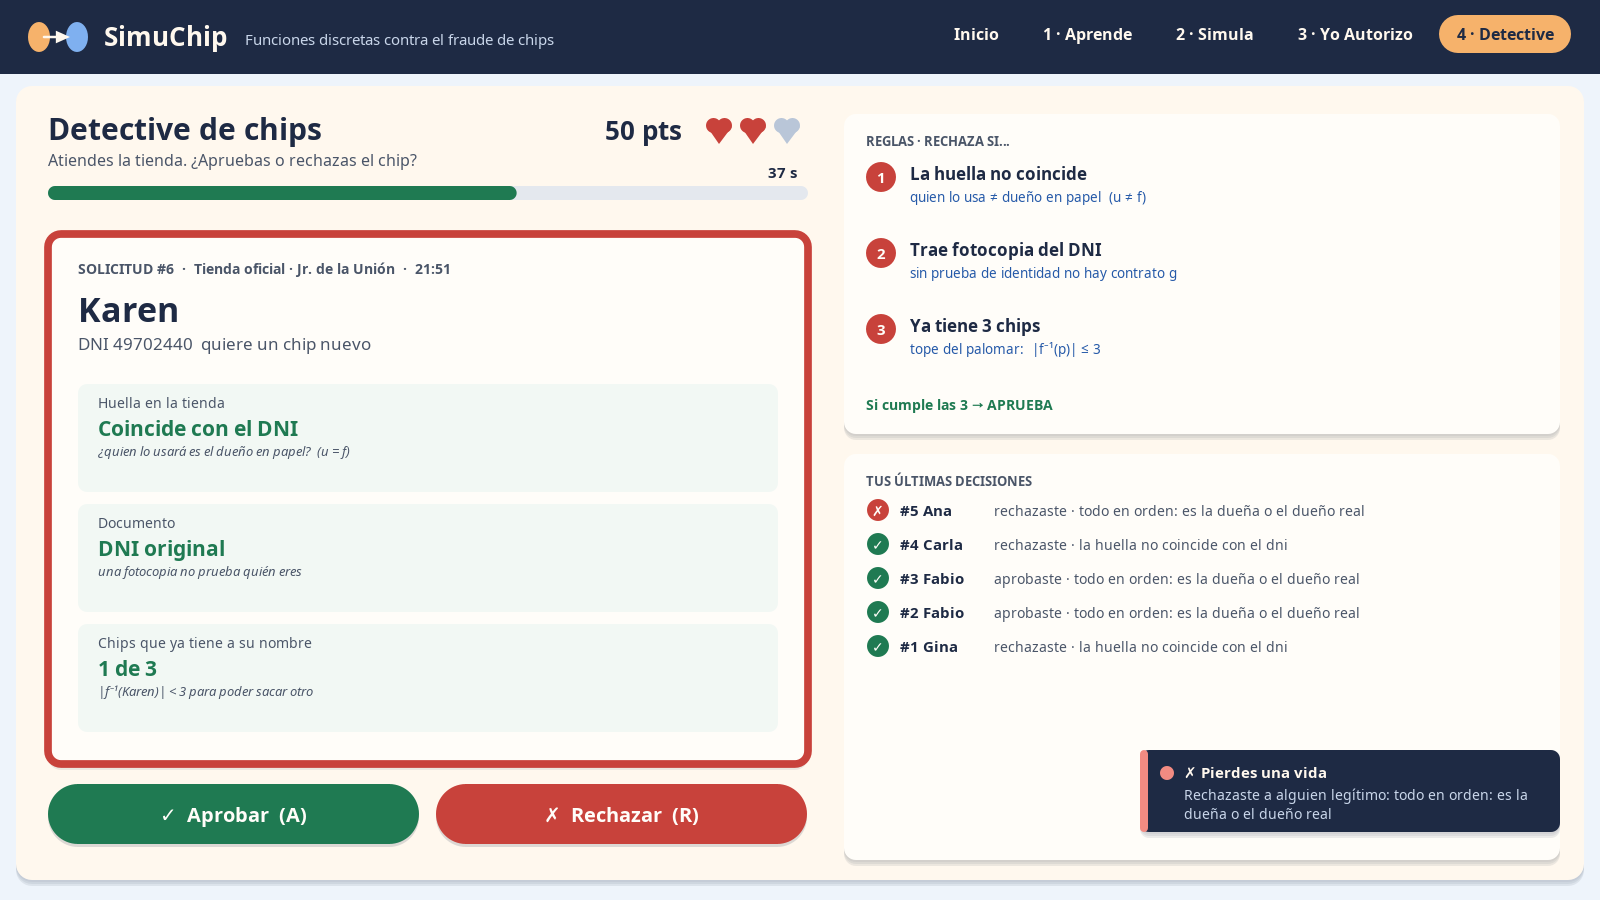 SimuChip
Funciones discretas contra el fraude de chips
Inicio
1 · Aprende
2 · Simula
3 · Yo Autorizo
4 · Detective
Detective de chips
50 pts
Atiendes la tienda. ¿Apruebas o rechazas el chip?
37 s
SOLICITUD #6 · Tienda oficial · Jr. de la Unión · 21:51
Karen
DNI 49702440 quiere un chip nuevo
Huella en la tienda
Coincide con el DNI
¿quien lo usará es el dueño en papel? (u = f)
Documento
DNI original
una fotocopia no prueba quién eres
Chips que ya tiene a su nombre
1 de 3
|f⁻¹(Karen)| < 3 para poder sacar otro
✓ Aprobar (A)
✗ Rechazar (R)
REGLAS · RECHAZA SI...
1
La huella no coincide
quien lo usa ≠ dueño en papel (u ≠ f)
2
Trae fotocopia del DNI
sin prueba de identidad no hay contrato g
3
Ya tiene 3 chips
tope del palomar: |f⁻¹(p)| ≤ 3
Si cumple las 3 → APRUEBA
TUS ÚLTIMAS DECISIONES
✗ #5 Ana rechazaste · todo en orden: es la dueña o el dueño real
✓ #4 Carla rechazaste · la huella no coincide con el dni
✓ #3 Fabio aprobaste · todo en orden: es la dueña o el dueño real
✓ #2 Fabio aprobaste · todo en orden: es la dueña o el dueño real
✓ #1 Gina rechazaste · la huella no coincide con el dni
✗ Pierdes una vida
Rechazaste a alguien legítimo: todo en orden: es la
dueña o el dueño real